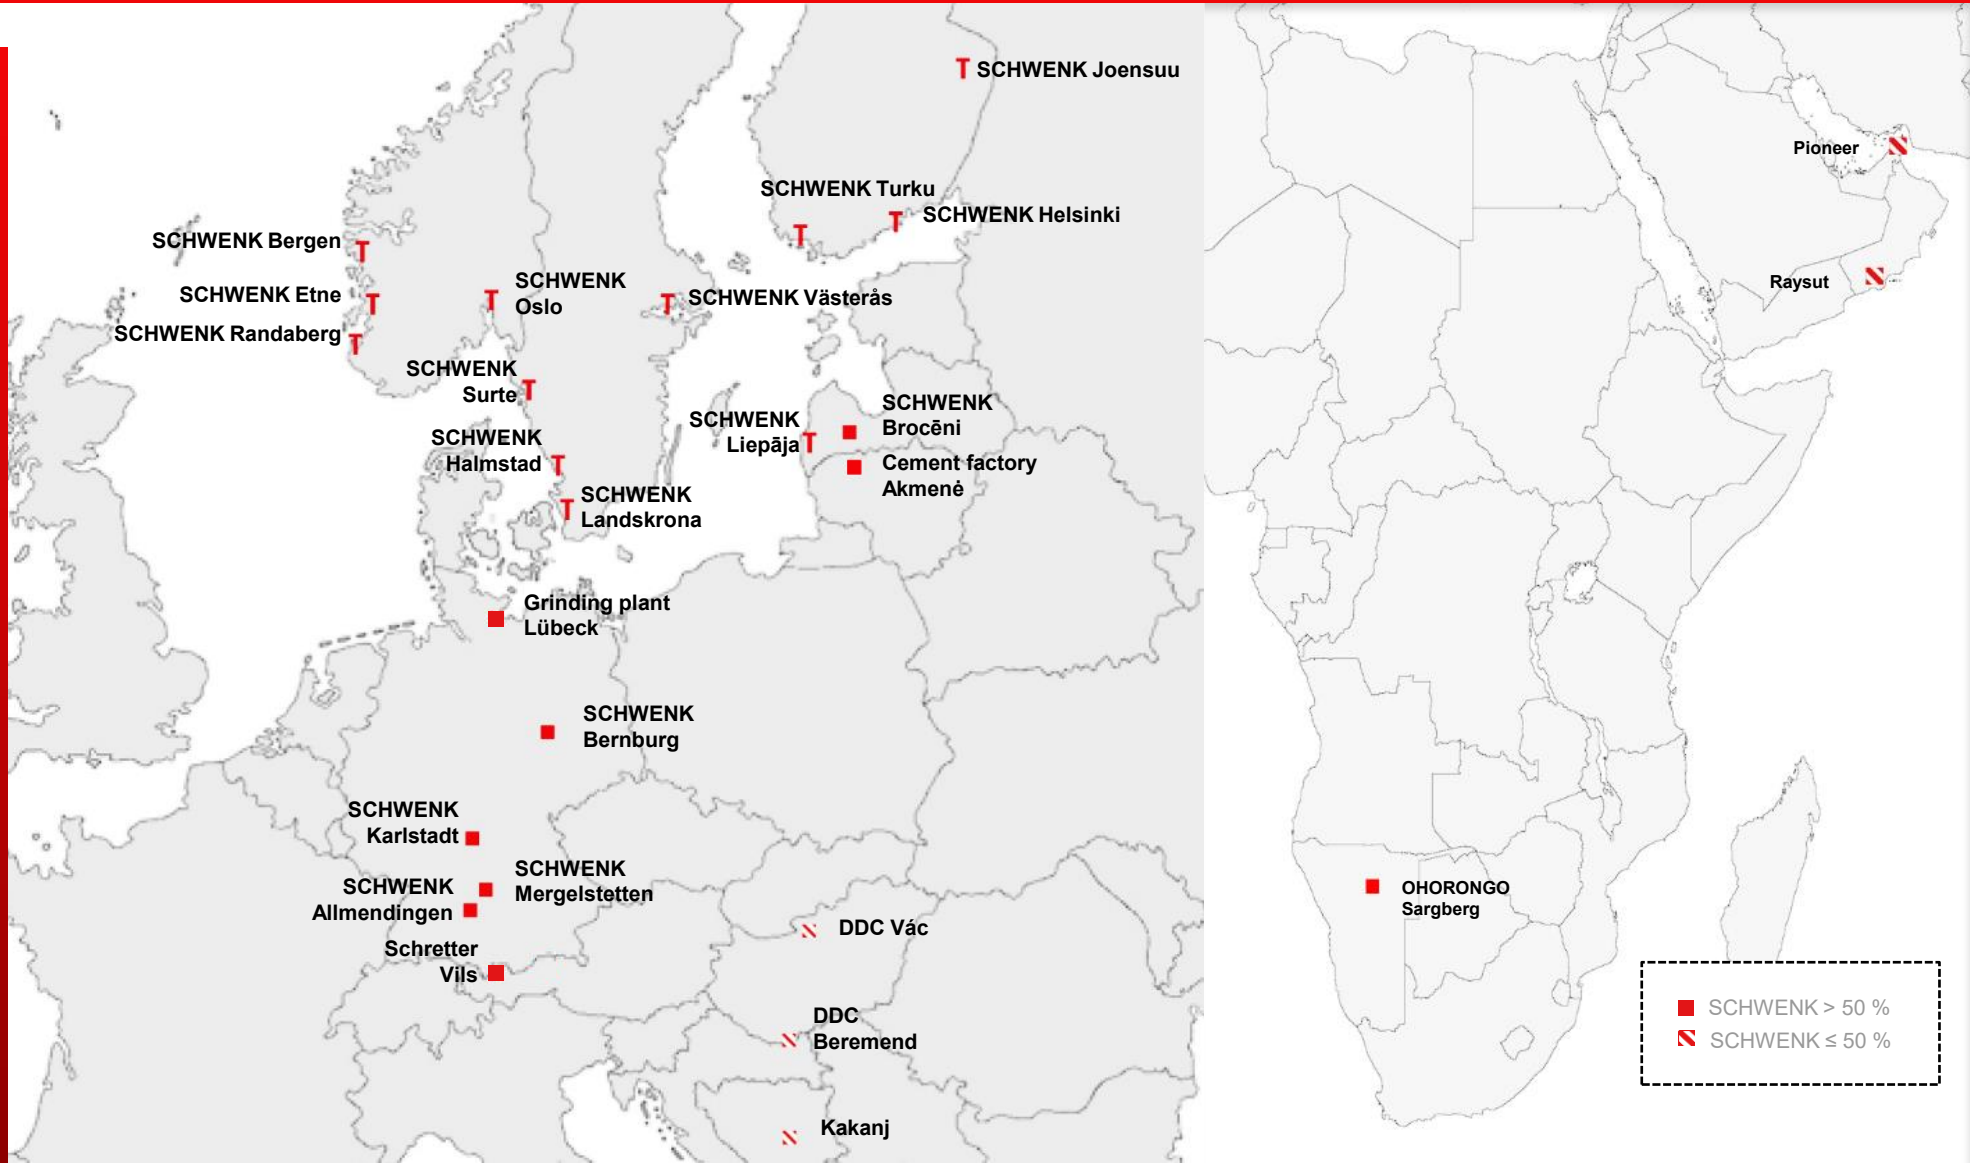 SCHWENK Joensuu
SCHWENK Turku
SCHWENK Helsinki
SCHWENK Bergen
SCHWENK Etne
SCHWENK Randaberg
SCHWENK
Oslo
SCHWENK Västerås
SCHWENK
Surte
SCHWENK
Halmstad
SCHWENK
Landskrona
SCHWENK
Liepāja
SCHWENK
Brocēni
Cement factory
Akmenė
Grinding plant
Lübeck
SCHWENK
Bernburg
SCHWENK
Karlstadt
SCHWENK
Mergelstetten
SCHWENK
Allmendingen
Schretter
Vils
DDC Vác
DDC
Beremend
Kakanj
Pioneer
Raysut
OHORONGO
Sargberg
SCHWENK > 50 %
SCHWENK ≤ 50 %